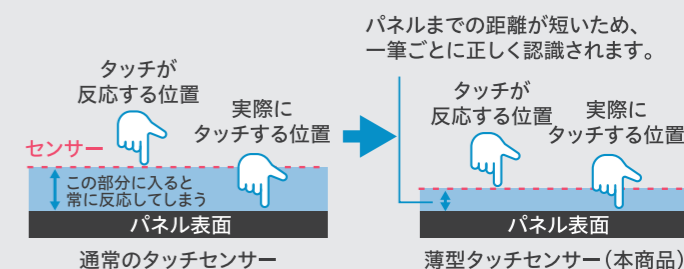 パネルまでの距離が短いため、
一筆ごとに正しく認識されます。
タッチが
反応する位置
実際に
タッチする位置
センサー
この部分に入ると
常に反応してしまう
パネル表面
通常のタッチセンサー
タッチが
反応する位置
実際に
タッチする位置
パネル表面
薄型タッチセンサー（本商品）